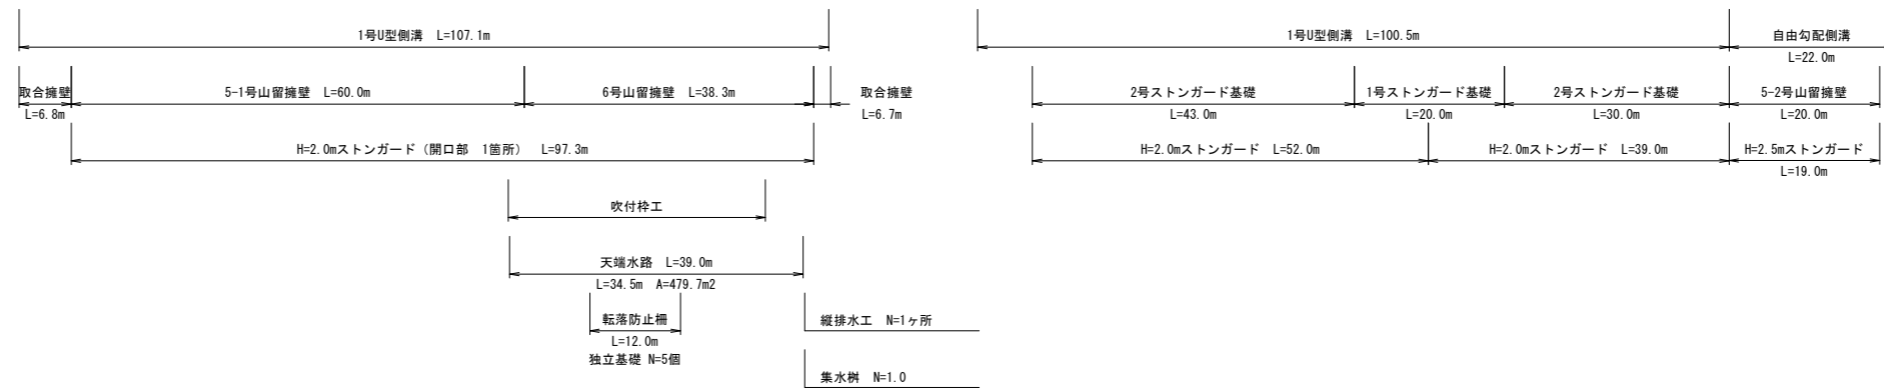 1号U型側溝 L=107.1m
1号U型側溝 L=100.5m
自由勾配側溝
L=22.0m
取合擁壁
L=6.8m
5-1号山留擁壁 L=60.0m
6号山留擁壁 L=38.3m
取合擁壁
L=6.7m
2号ストンガード基礎
L=43.0m
1号ストンガード基礎
L=20.0m
2号ストンガード基礎
L=30.0m
5-2号山留擁壁
L=20.0m
H=2.0mストンガード（開口部 1箇所） L=97.3m
H=2.0mストンガード L=52.0m
H=2.0mストンガード L=39.0m
H=2.5mストンガード
L=19.0m
吹付枠工
天端水路 L=39.0m
L=34.5m A=479.7m2
転落防止柵
L=12.0m
独立基礎 N=5個
縦排水工 N=1ヶ所
集水桝 N=1.0